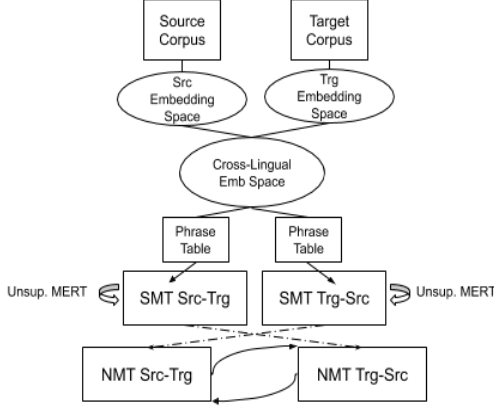 Source
Corpus
Target
Corpus
Src
Embedding
Space
Trg
Embedding
Space
Cross-Lingual
Emb Space
Phrase
Table
Phrase
Table
Unsup. MERT
SMT Src-Trg
SMT Trg-Src
Unsup. MERT
NMT Src-Trg
NMT Trg-Src